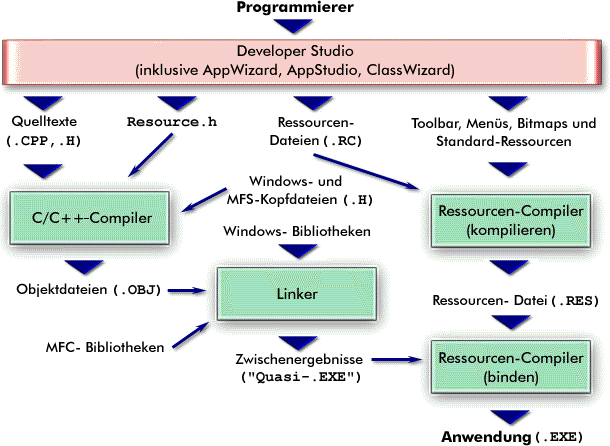 Programmierer
Developer Studio
(inklusive AppWizard, AppStudio, ClassWizard)
Quelltexte
(.CPP,.H)
Resource.h
Ressourcen-
Dateien (.RC)
Toolbar, Menüs, Bitmaps und
Standard-Ressourcen
Windows- und
MFS-Kopfdateien (.H)
C/C++-Compiler
Ressourcen-Compiler
(kompilieren)
Windows- Bibliotheken
Objektdateien (.OBJ)
Linker
Ressourcen- Datei (.RES)
MFC- Bibliotheken
Zwischenergebnisse
("Quasi-.EXE")
Ressourcen-Compiler
(binden)
Anwendung (.EXE)